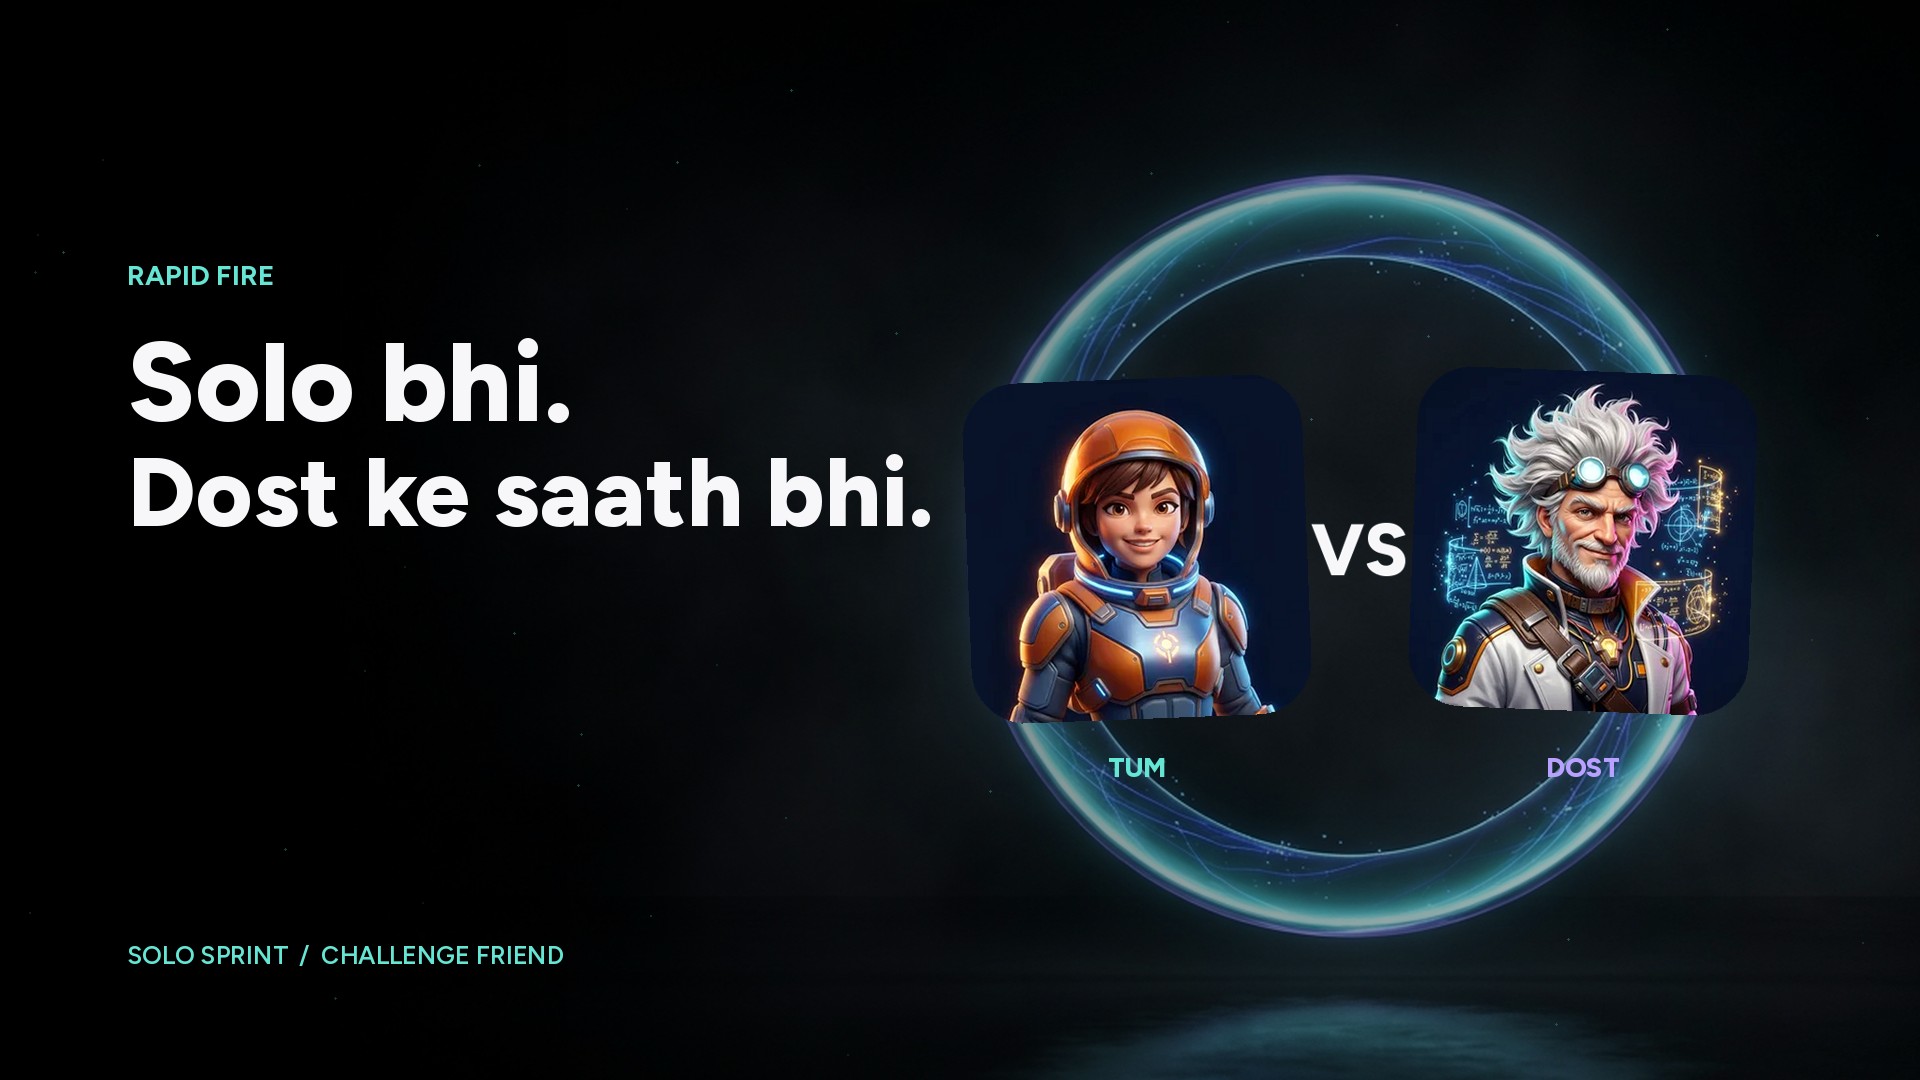 RAPID FIRE
Solo bhi.
Dost ke saath bhi.
VS
TUM
DOST
SOLO SPRINT / CHALLENGE FRIEND